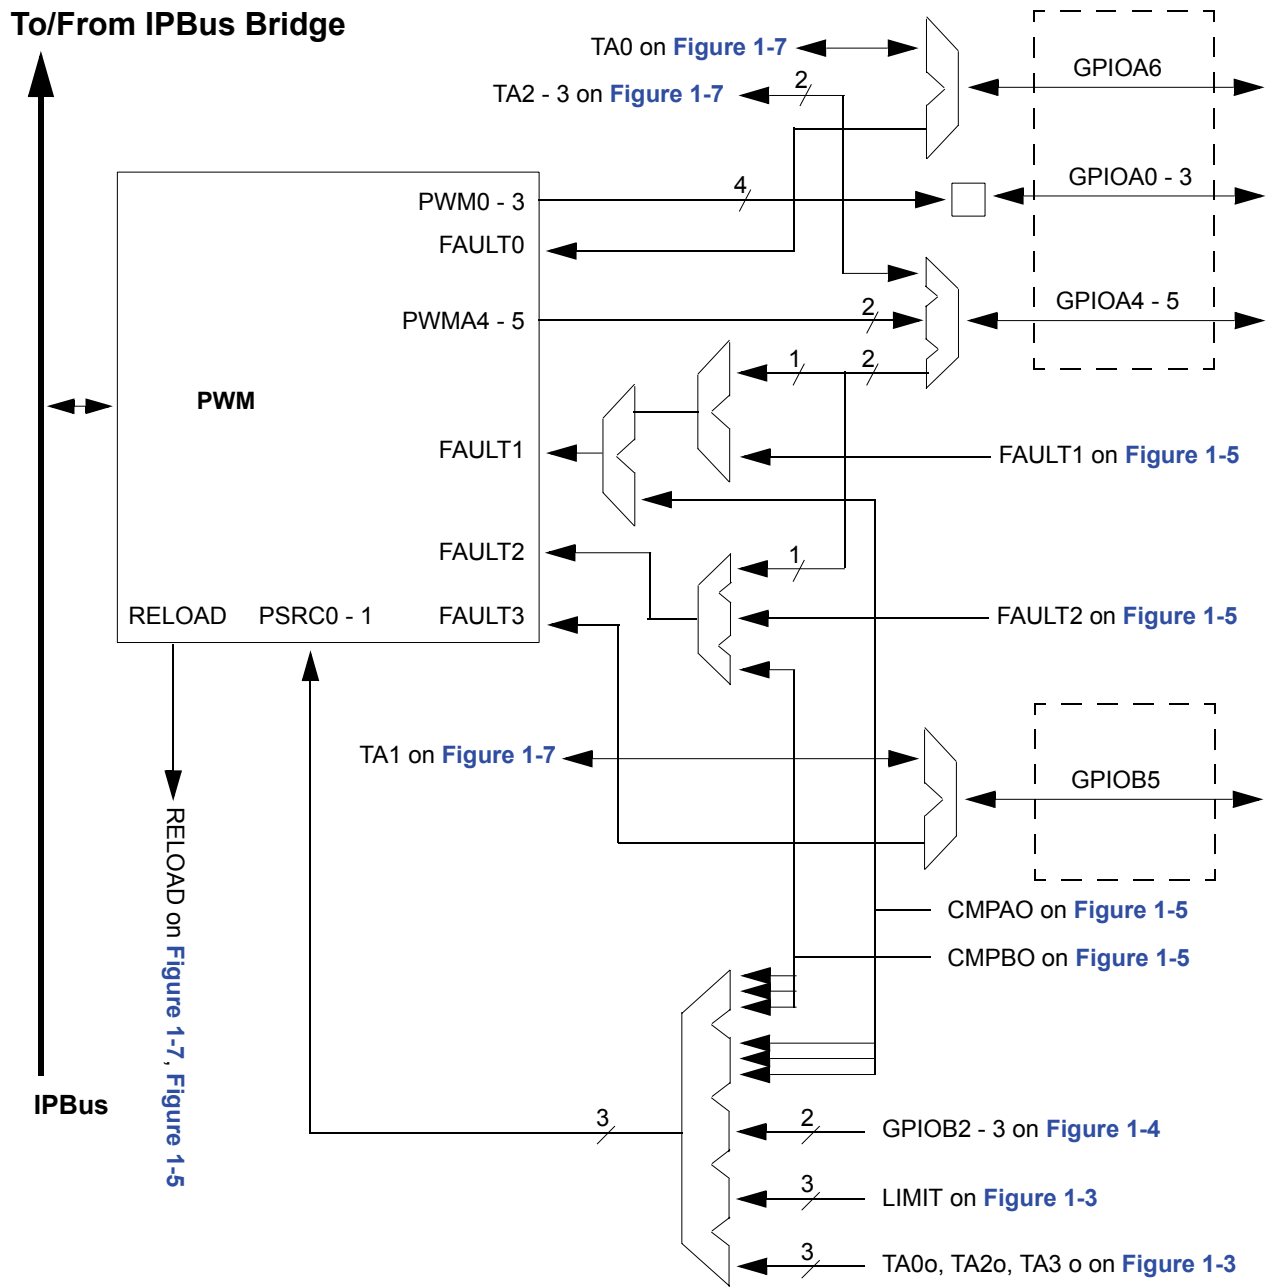 To/From IPBus Bridge
TA0 on Figure 1-7
GPIOA6
TA2 - 3 on Figure 1-7
2
GPIOA0 - 3
PWM0 - 3
4
FAULT0
GPIOA4 - 5
PWMA4 - 5
2
1
2
PWM
FAULT1
FAULT1 on Figure 1-5
FAULT2
1
RELOAD
PSRC0 - 1
FAULT3
FAULT2 on Figure 1-5
TA1 on Figure 1-7
GPIOB5
RELOAD on Figure 1-7, Figure 1-5
CMPAO on Figure 1-5
CMPBO on Figure 1-5
IPBus
3
2
GPIOB2 - 3 on Figure 1-4
3
LIMIT on Figure 1-3
3
TA0o, TA2o, TA3 o on Figure 1-3